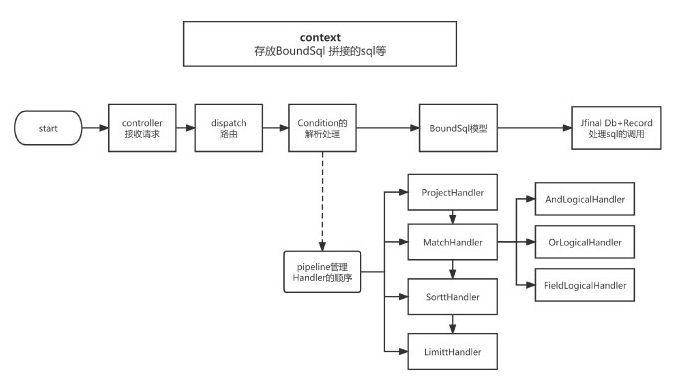 context
存放BoundSql 拼接的sql等
start
controller
接收请求
dispatch
路由
Condition的
解析处理
BoundSql模型
Jfinal Db+Record
处理sql的调用
ProjectHandler
MatchHandler
SorttHandler
LimittHandler
AndLogicalHandler
OrLogicalHandler
FieldLogicalHandler
pipeline管理
Handler的顺序